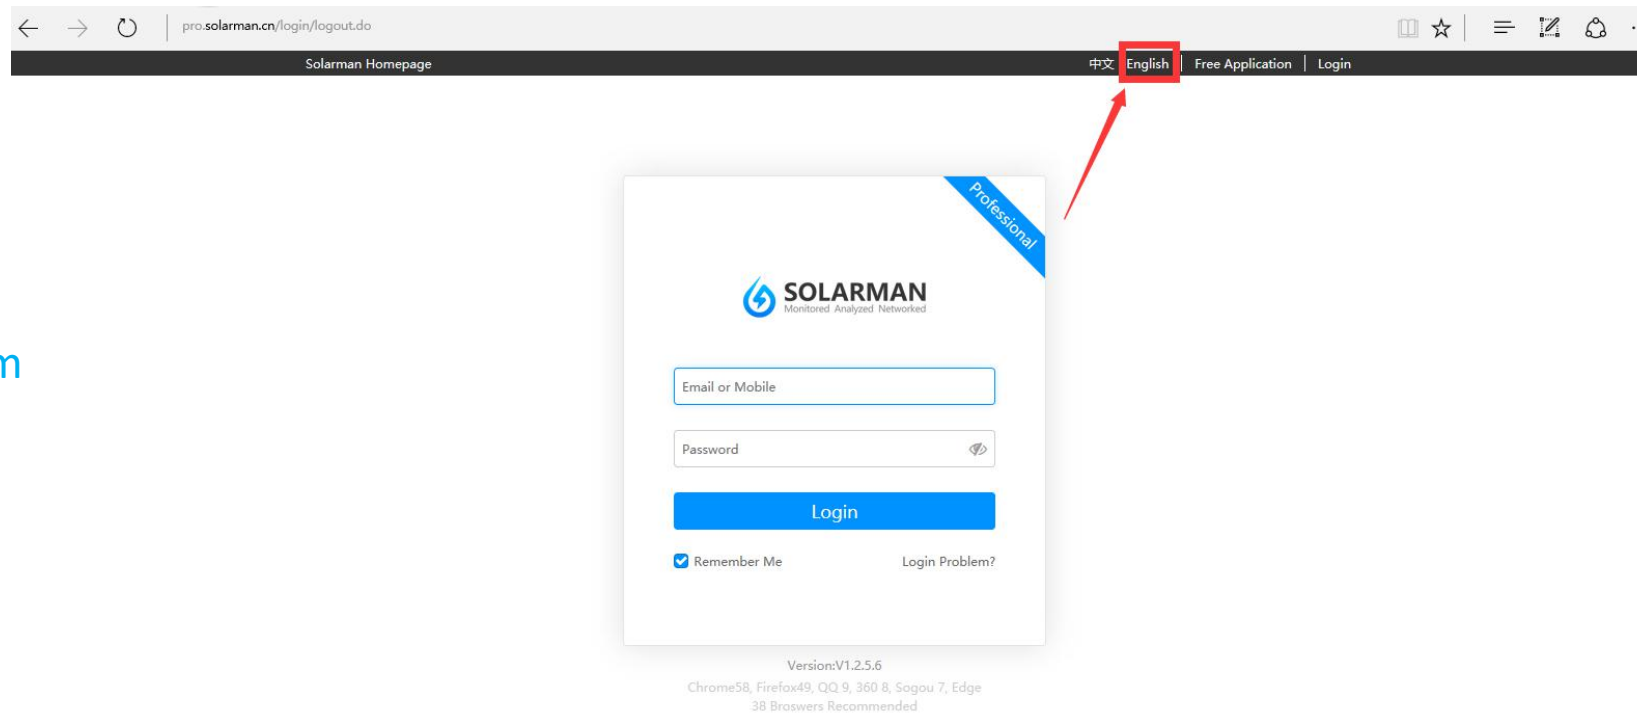 pro.solarman.cn/login/logout.do
Solarman Homepage
中文 English Free Application Login
Professional
SOLARMAN
Monitored Analyzed Networked
m
Email or Mobile
Password
Login
Remember Me Login Problem?
Version:V1.2.5.6
Chrome58, Firefox49, QQ 9, 360 8, Sogou 7, Edge
38 Broswers Recommended